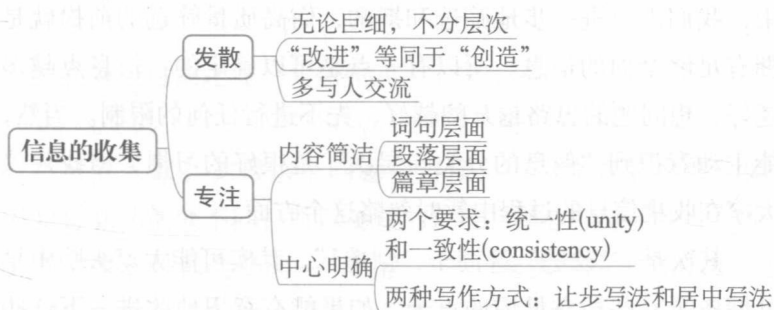 无论巨细，不分层次
发散
“改进”等同于“创造”
多与人交流
信息的收集
词句层面
内容简洁
段落层面
专注
篇章层面
两个要求：统一性(unity)
和一致性(consistency)
中心明确
两种写作方式：让步写法和居中写法